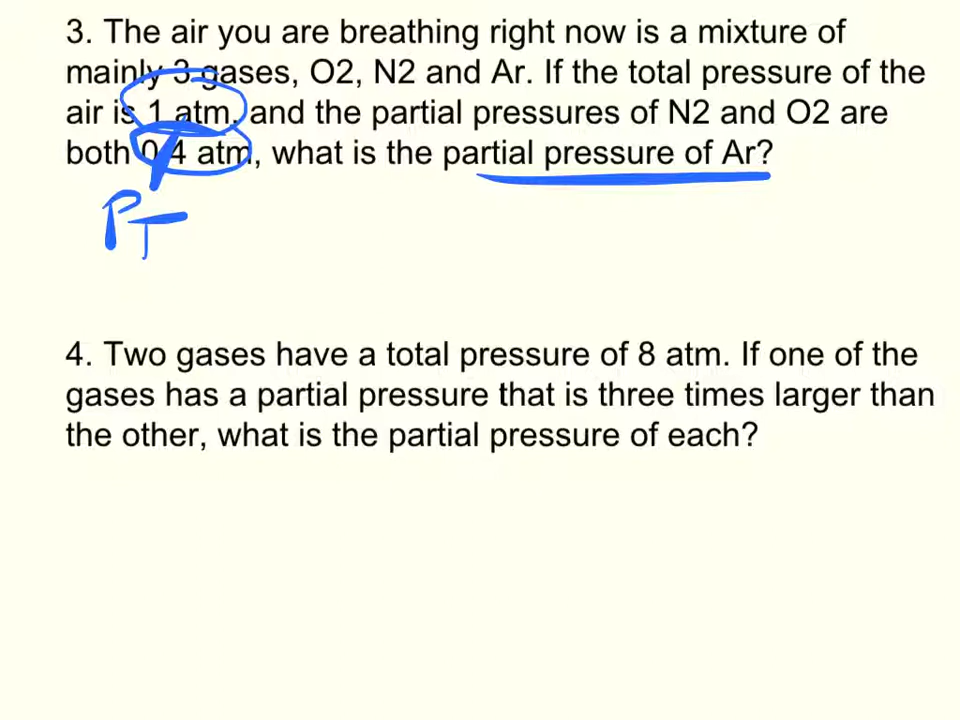 3. The air you are breathing right now is a mixture of
mainly 3 gases, O2, N2 and Ar. If the total pressure of the
air is 1 atm, and the partial pressures of N2 and O2 are
both 0.4 atm, what is the partial pressure of Ar?
PT
4. Two gases have a total pressure of 8 atm. If one of the
gases has a partial pressure that is three times larger than
the other, what is the partial pressure of each?